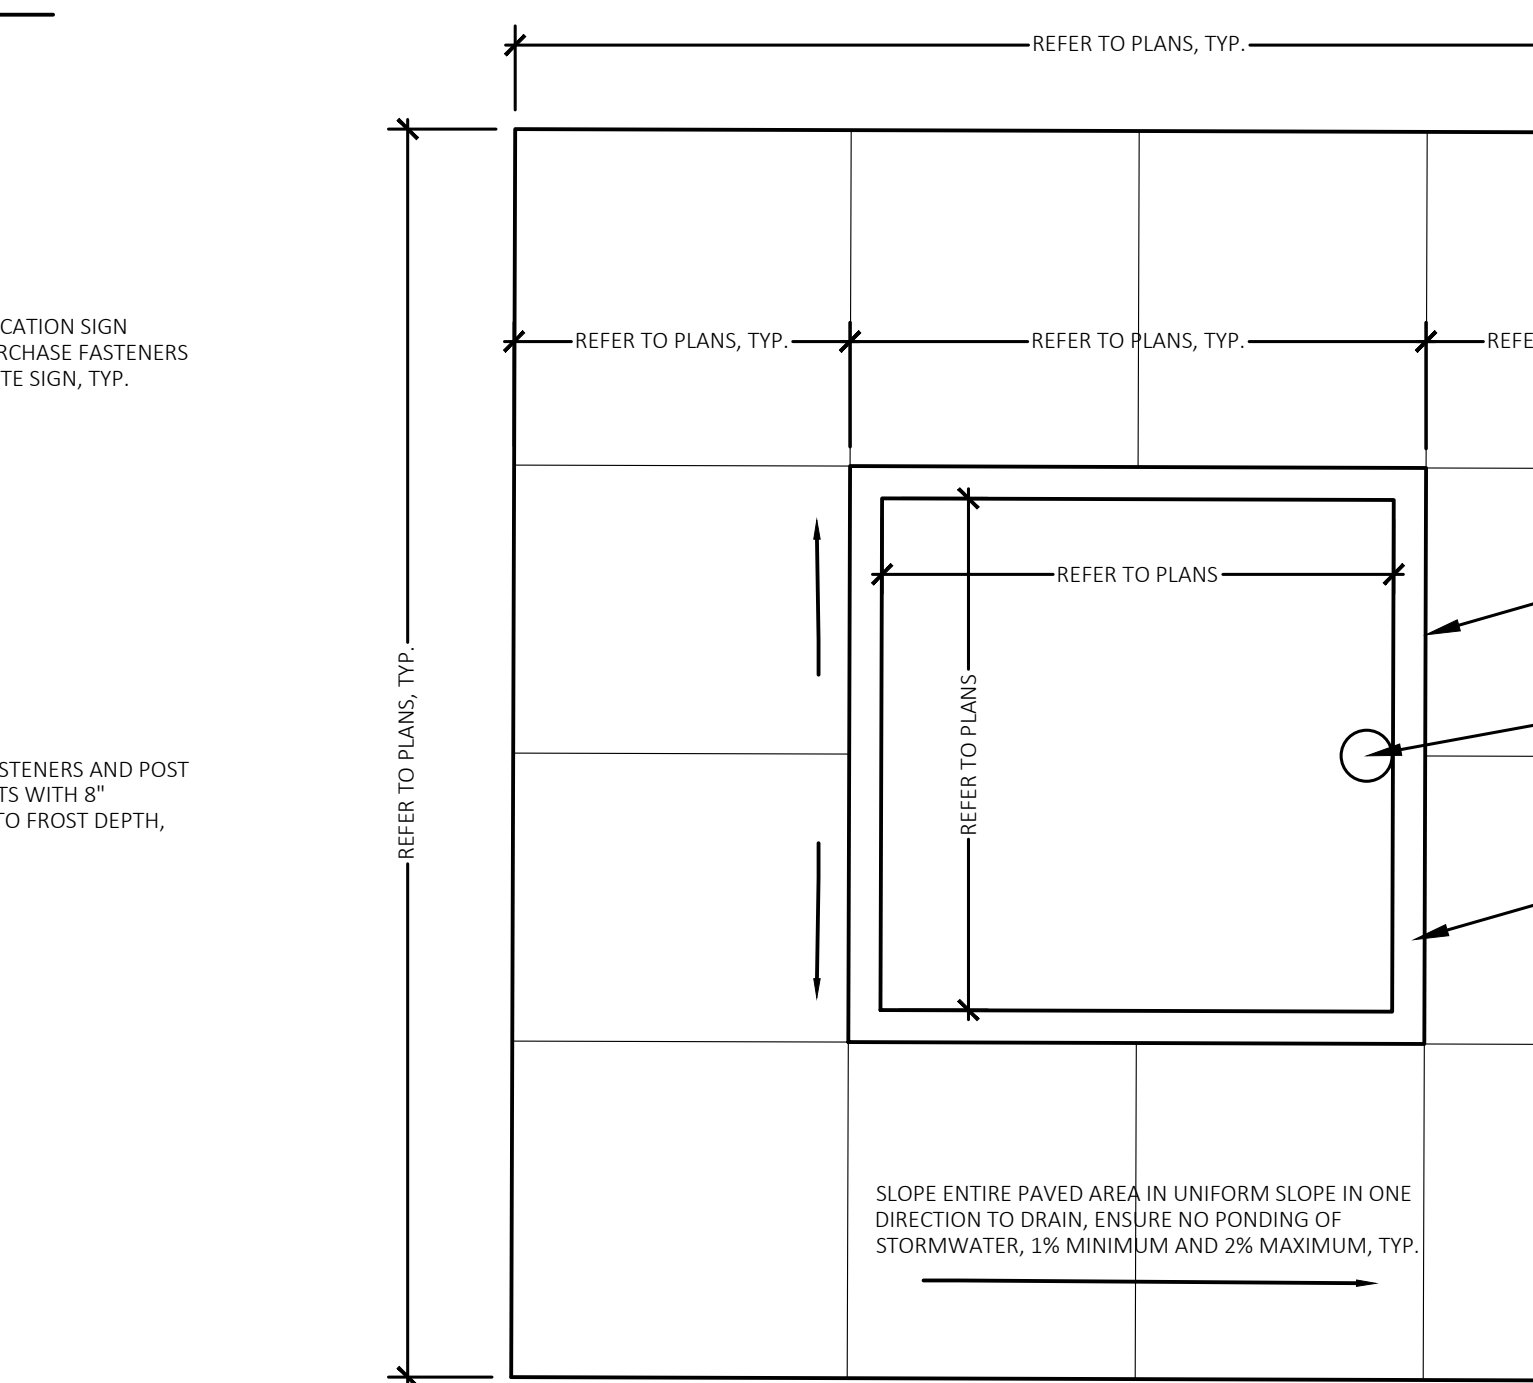 REFER TO PLANS, TYP.
CATION SIGN
RCHASE FASTENERS
TE SIGN, TYP.
REFER TO PLANS, TYP.
REFER TO PLANS, TYP.
REFE
REFER TO PLANS
REFER TO PLANS, TYP.
REFER TO PLANS
STENERS AND POST
TS WITH 8"
TO FROST DEPTH,
SLOPE ENTIRE PAVED AREA IN UNIFORM SLOPE IN ONE
DIRECTION TO DRAIN, ENSURE NO PONDING OF
STORMWATER, 1% MINIMUM AND 2% MAXIMUM, TYP.